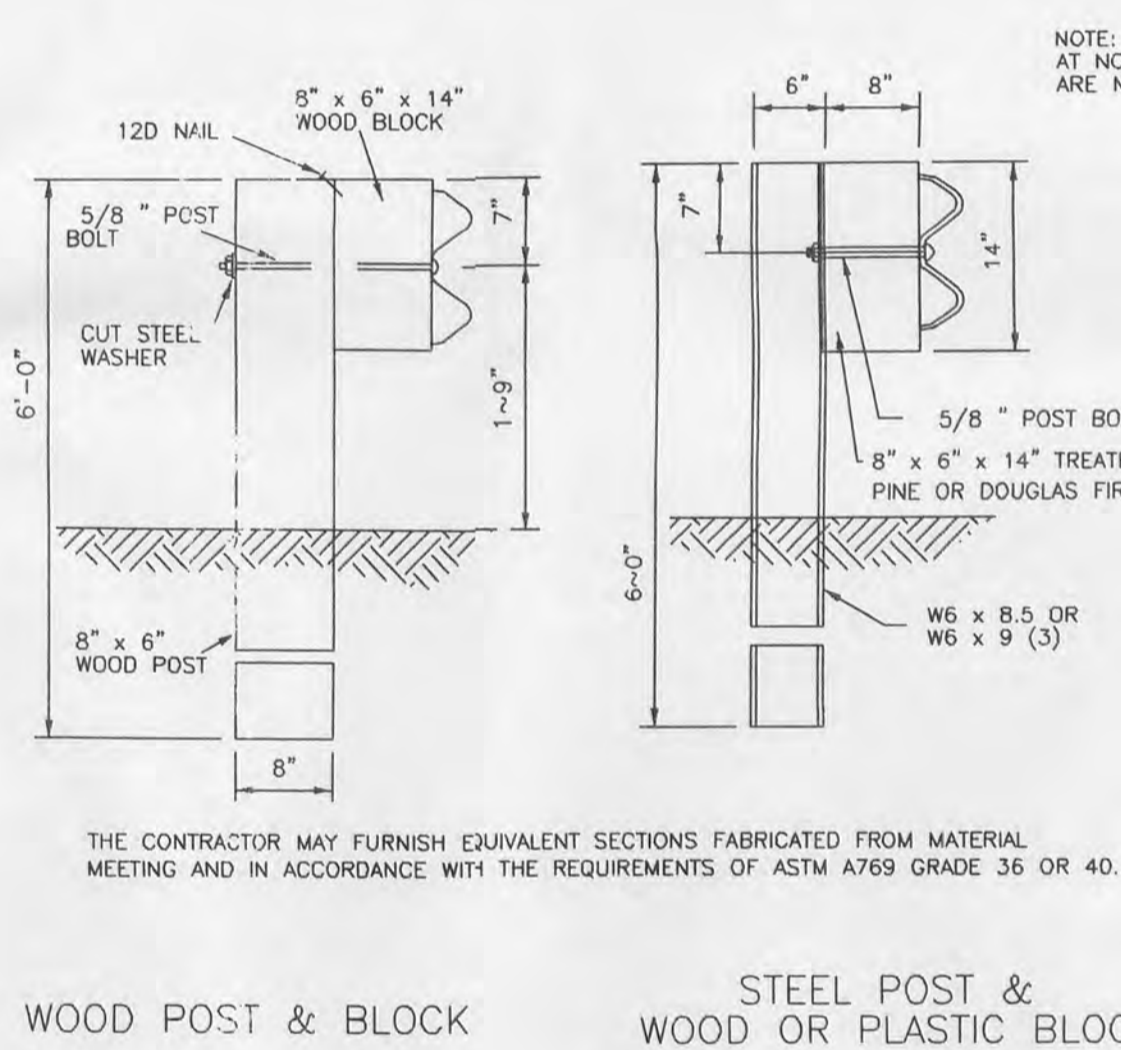 NOTE:
AT NO
ARE N
8" x 6" x 14"
WOOD BLOCK
12D NAIL
5/8 " POST
BOLT
CUT STEEL
WASHER
7"
1~9"
6'-0"
8" x 6"
WOOD POST
8"
6"
8"
7"
14"
5/8 " POST BO
8" x 6" x 14" TREAT
PINE OR DOUGLAS FIR
6~0"
W6 x 8.5 OR
W6 x 9 (3)
THE CONTRACTOR MAY FURNISH EQUIVALENT SECTIONS FABRICATED FROM MATERIAL
MEETING AND IN ACCORDANCE WITH THE REQUIREMENTS OF ASTM A769 GRADE 36 OR 40.
WOOD POST & BLOCK
STEEL POST &
WOOD OR PLASTIC BLOC